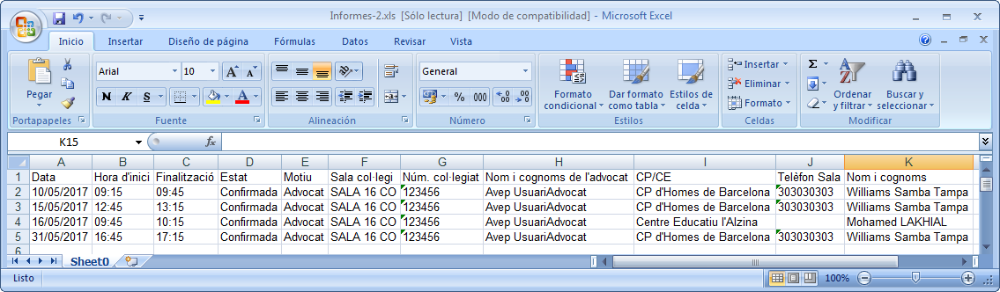 Informes-2.xls [Sólo lectura] [Modo de compatibilidad] - Microsoft Excel
Inicio Insertar Diseño de página Fórmulas Datos Revisar Vista
Pegar
Portapapeles
Arial 10 A A
N K S A
Fuente
Alineación
General
% 000 ,0 ,00 ,00 ,0
Número
Formato condicional
Dar formato como tabla
Estilos de celda
Estilos
Insertar
Eliminar
Formato
Celdas
Σ
Ordenar y filtrar
Buscar y seleccionar
Modificar
K15 fx
A B C D E F G H I J K
1 Data Hora d'inici Finalització Estat Motiu Sala col·legi Núm. col·legiat Nom i cognoms de l'advocat CP/CE Telèfon Sala Nom i cognoms
2 10/05/2017 09:15 09:45 Confirmada Advocat SALA 16 CO 123456 Avep UsuariAdvocat CP d'Homes de Barcelona 303030303 Williams Samba Tampa
3 15/05/2017 12:45 13:15 Confirmada Advocat SALA 16 CO 123456 Avep UsuariAdvocat CP d'Homes de Barcelona 303030303 Williams Samba Tampa
4 16/05/2017 09:45 10:15 Confirmada Advocat SALA 16 CO 123456 Avep UsuariAdvocat Centre Educatiu l'Alzina Mohamed LAKHIAL
5 31/05/2017 16:45 17:15 Confirmada Advocat SALA 16 CO 123456 Avep UsuariAdvocat CP d'Homes de Barcelona 303030303 Williams Samba Tampa
6
Sheet0
Listo 100%